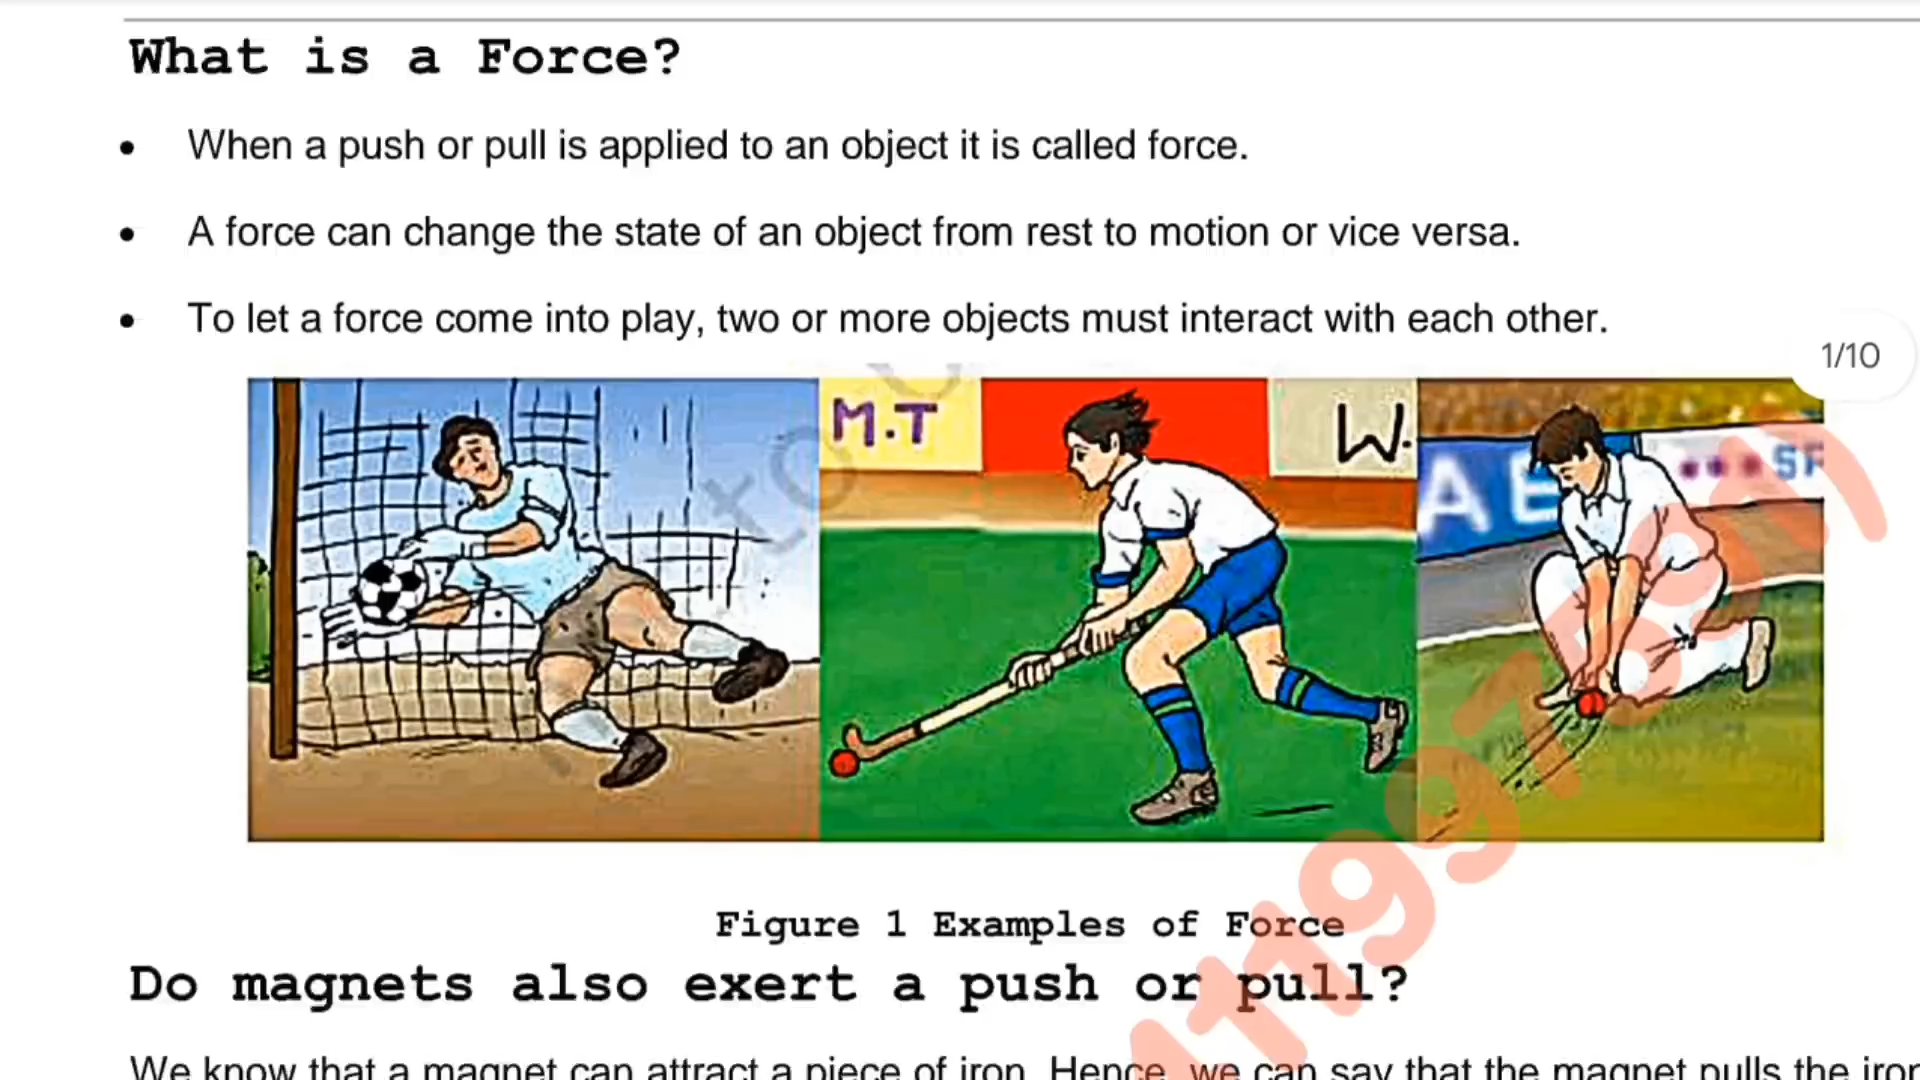 What is a Force?
• When a push or pull is applied to an object it is called force.
• A force can change the state of an object from rest to motion or vice versa.
• To let a force come into play, two or more objects must interact with each other.
1/10
M.T
W.
A E
SF
Figure 1 Examples of Force
Do magnets also exert a push or pull?
We know that a magnet can attract a piece of iron. Hence, we can say that the magnet pulls the iron